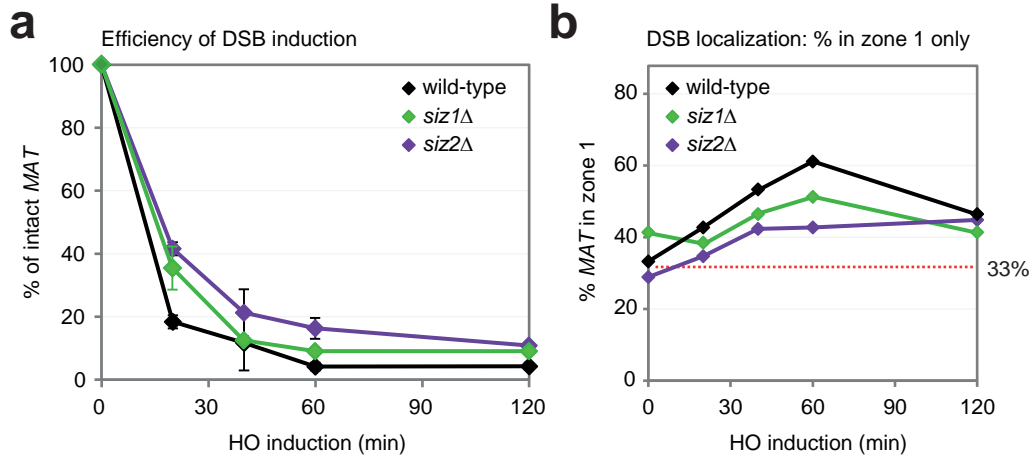 a
Efficiency of DSB induction
% of intact MAT
100
80
60
40
20
0
wild-type
siz1Δ
siz2Δ
0 30 60 90 120
HO induction (min)
b
DSB localization: % in zone 1 only
% MAT in zone 1
80
60
40
20
0
wild-type
siz1Δ
siz2Δ
33%
0 30 60 90 120
HO induction (min)